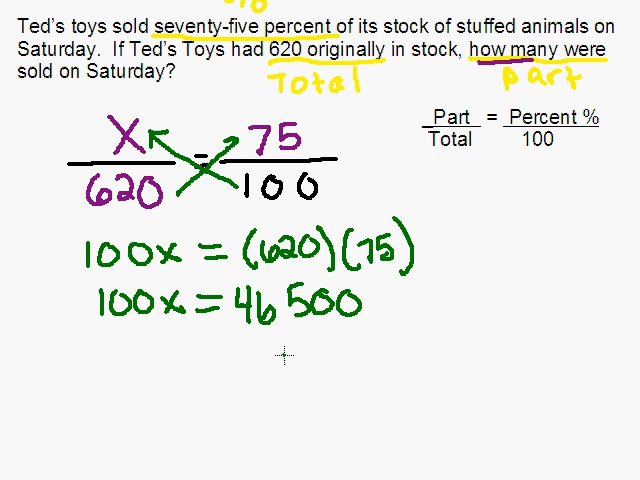 Ted's toys sold seventy-five percent of its stock of stuffed animals on
Saturday. If Ted's Toys had 620 originally in stock, how many were
sold on Saturday?
Total part
Part = Percent %
Total 100
X = 75
620 100
100x = (620)(75)
100x = 46500